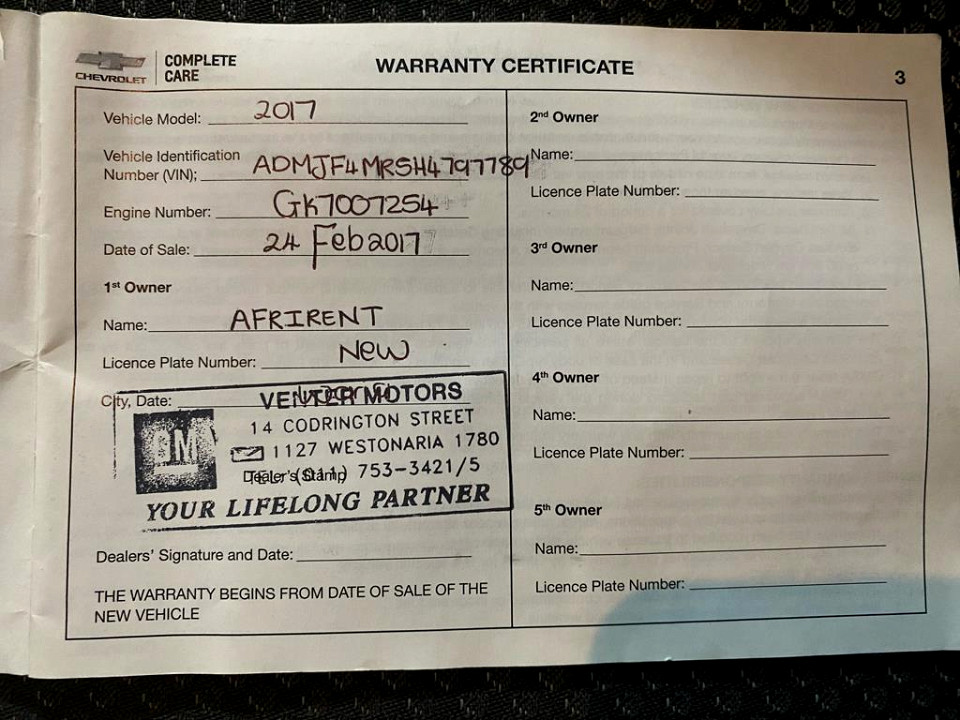 CHEVROLET
COMPLETE
CARE
WARRANTY CERTIFICATE
3
Vehicle Model: 2017
Vehicle Identification
Number (VIN); ADMJF4MRSH4797789
Engine Number: GK7007254
Date of Sale: 24 Feb 2017
1st Owner
Name: AFRIRENT
Licence Plate Number: New
City, Date:
VENTER MOTORS
14 CODRINGTON STREET
1127 WESTONARIA 1780
Dealer's Stamp
TEL: (011) 753-3421/5
GM
YOUR LIFELONG PARTNER
Dealers' Signature and Date:
THE WARRANTY BEGINS FROM DATE OF SALE OF THE
NEW VEHICLE
2nd Owner
Name:
Licence Plate Number:
3rd Owner
Name:
Licence Plate Number:
4th Owner
Name:
Licence Plate Number:
5th Owner
Name:
Licence Plate Number: